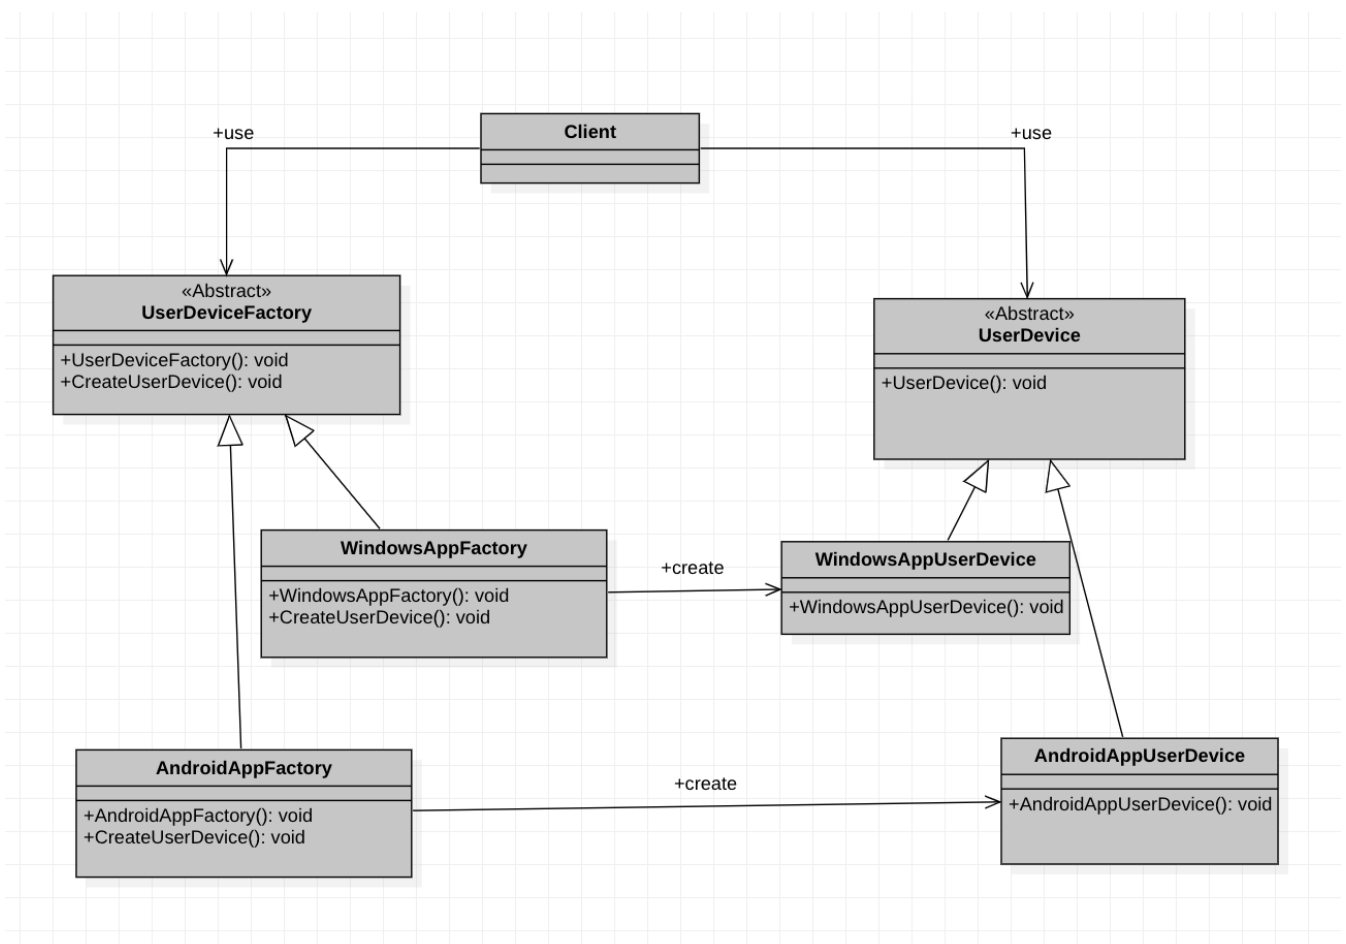 Client
+use
+use
«Abstract»
UserDeviceFactory
+UserDeviceFactory(): void
+CreateUserDevice(): void
«Abstract»
UserDevice
+UserDevice(): void
WindowsAppFactory
+WindowsAppFactory(): void
+CreateUserDevice(): void
+create
WindowsAppUserDevice
+WindowsAppUserDevice(): void
AndroidAppFactory
+AndroidAppFactory(): void
+CreateUserDevice(): void
+create
AndroidAppUserDevice
+AndroidAppUserDevice(): void